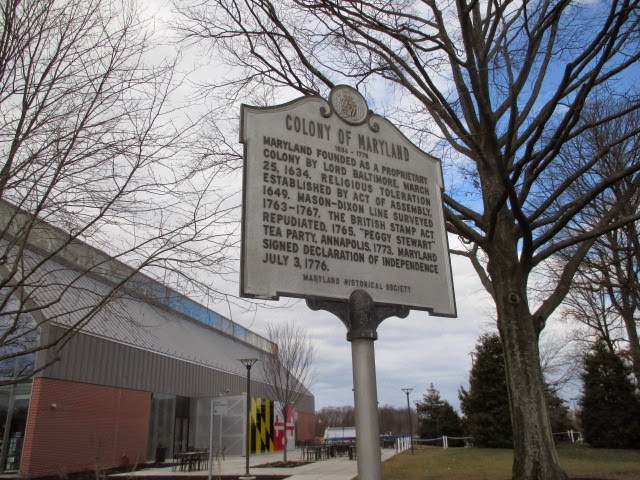 COLONY OF MARYLAND
1634 - 1776
MARYLAND FOUNDED AS A PROPRIETARY
COLONY BY LORD BALTIMORE, MARCH
25, 1634. RELIGIOUS TOLERATION
ESTABLISHED BY ACT OF ASSEMBLY,
1649. MASON-DIXON LINE SURVEYED
1763-1767. THE BRITISH STAMP ACT
REPUDIATED, 1765. "PEGGY STEWART"
TEA PARTY, ANNAPOLIS, 1773. MARYLAND
SIGNED DECLARATION OF INDEPENDENCE
JULY 3, 1776.
MARYLAND HISTORICAL SOCIETY